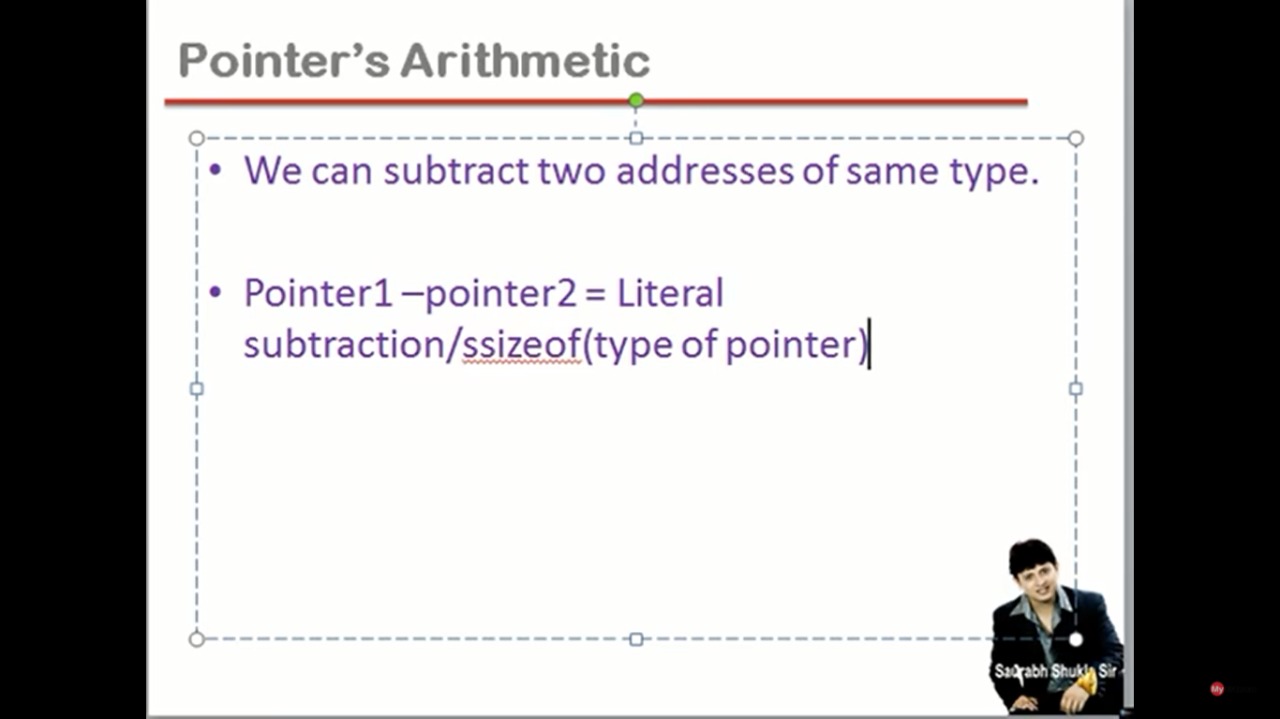 Pointer's Arithmetic
• We can subtract two addresses of same type.
• Pointer1 –pointer2 = Literal
subtraction/ssizeof(type of pointer)
Saurabh Shukla Sir
My